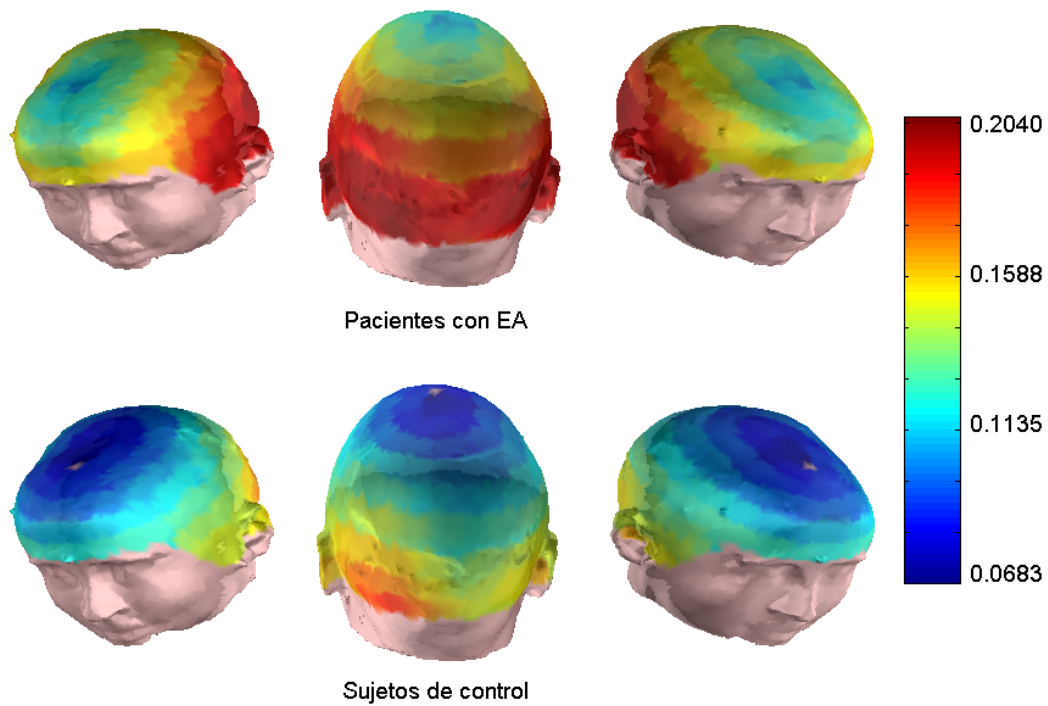 0.2040
0.1588
Pacientes con EA
0.1135
0.0683
Sujetos de control